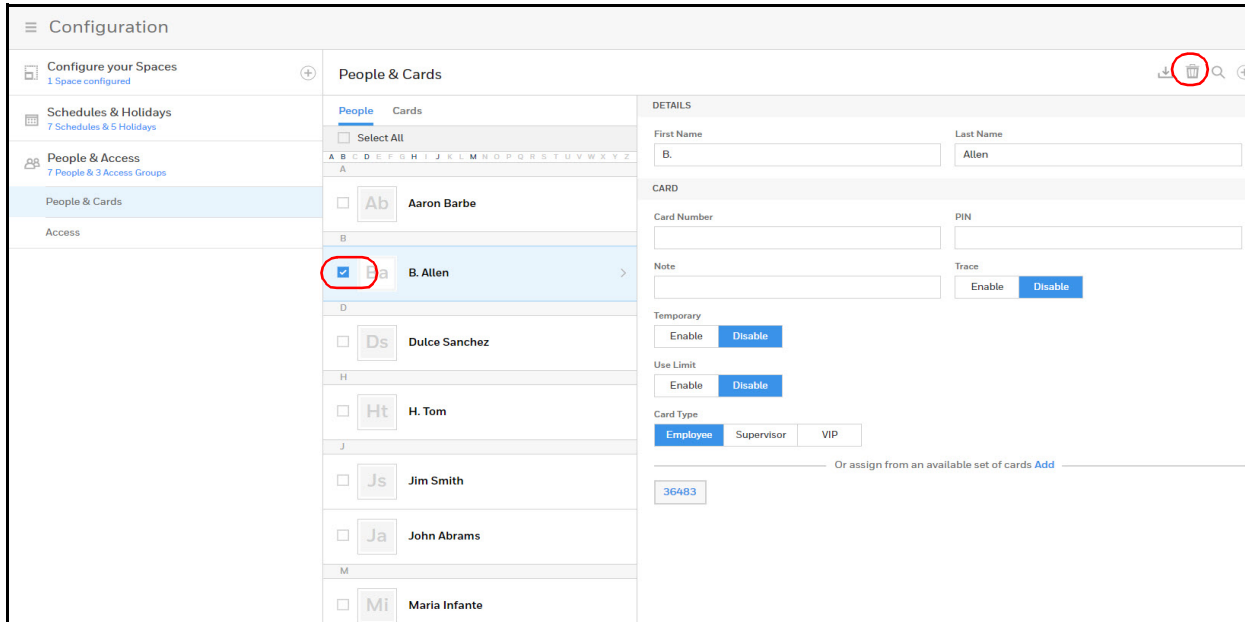 Configuration
Configure your Spaces
1 Space configured
Schedules & Holidays
7 Schedules & 5 Holidays
People & Access
7 People & 3 Access Groups
People & Cards
Access
People & Cards
People Cards
Select All
A B C D E F G H I J K L M N O P Q R S T U V W X Y Z
A
Ab Aaron Barbe
B
Ba B. Allen
D
Ds Dulce Sanchez
H
Ht H. Tom
J
Js Jim Smith
Ja John Abrams
M
Mi Maria Infante
DETAILS
First Name Last Name
B. Allen
CARD
Card Number PIN
Note Trace
Enable Disable
Temporary
Enable Disable
Use Limit
Enable Disable
Card Type
Employee Supervisor VIP
Or assign from an available set of cards Add
36483